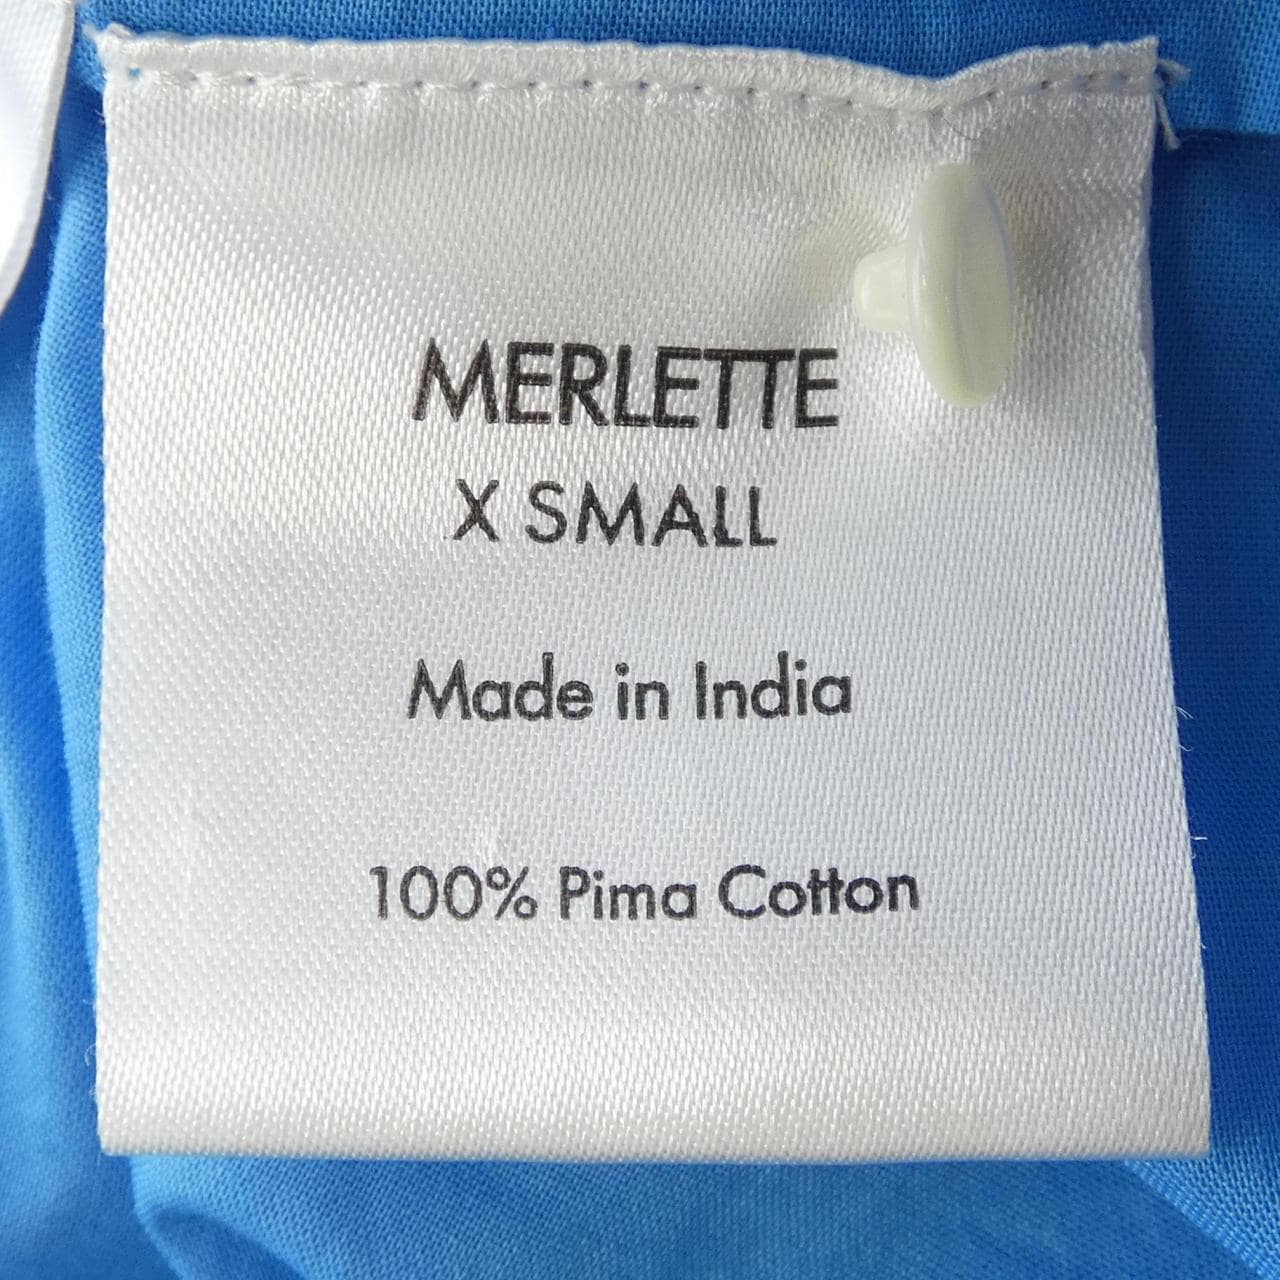 MERLETTE
X SMALL
Made in India
100% Pima Cotton